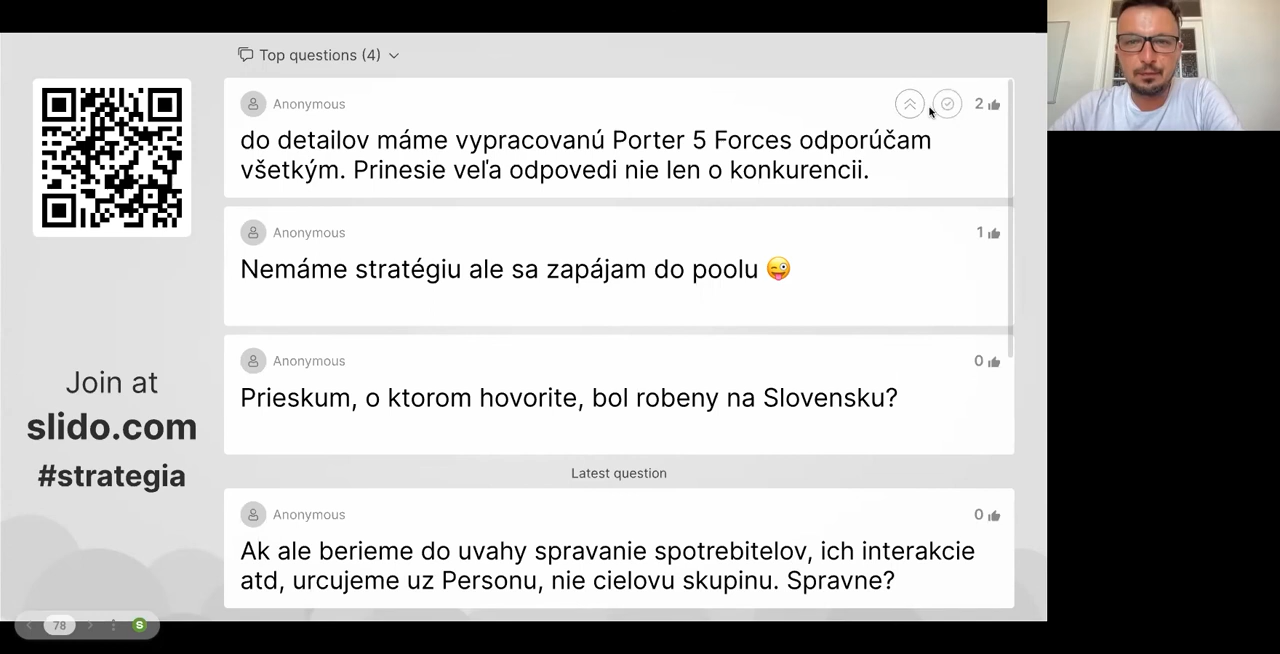 Top questions (4)
Anonymous
2
do detailov máme vypracovanú Porter 5 Forces odporúčam
všetkým. Prinesie veľa odpovedi nie len o konkurencii.
Anonymous
1
Nemáme stratégiu ale sa zapájam do poolu 😜
Anonymous
0
Prieskum, o ktorom hovorite, bol robeny na Slovensku?
Latest question
Anonymous
0
Ak ale berieme do uvahy spravanie spotrebitelov, ich interakcie
atd, urcujeme uz Personu, nie cielovu skupinu. Spravne?
Join at
slido.com
#strategia
78
S